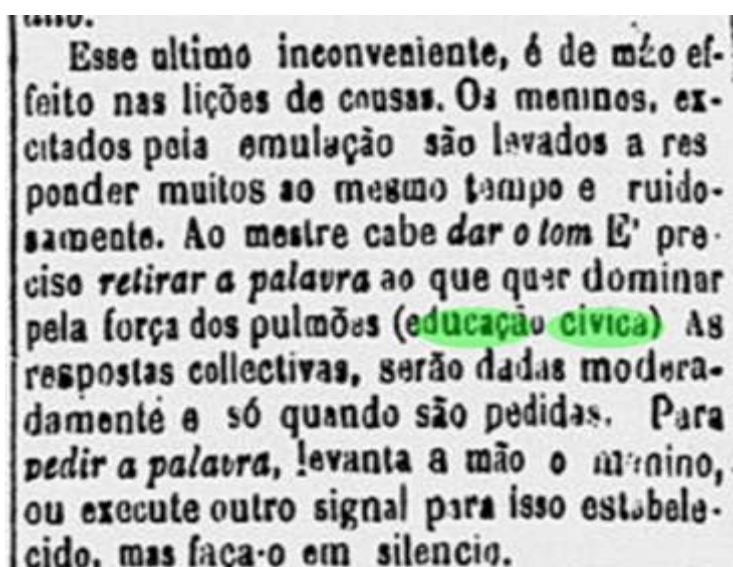 Esse ultimo inconveniente, é de máo ef-
feito nas lições de cousas. Os meninos, ex-
citados pela emulação são levados a res
ponder muitos ao mesmo tempo e ruido-
samente. Ao mestre cabe dar o tom E' pre-
ciso retirar a palavra ao que quer dominar
pela força dos pulmões (educação civica) As
respostas collectivas, serão dadas modera-
damente e só quando são pedidas. Para
pedir a palavra, levanta a mão o menino,
ou execute outro signal para isso estabele-
cido, mas faça-o em silencio.